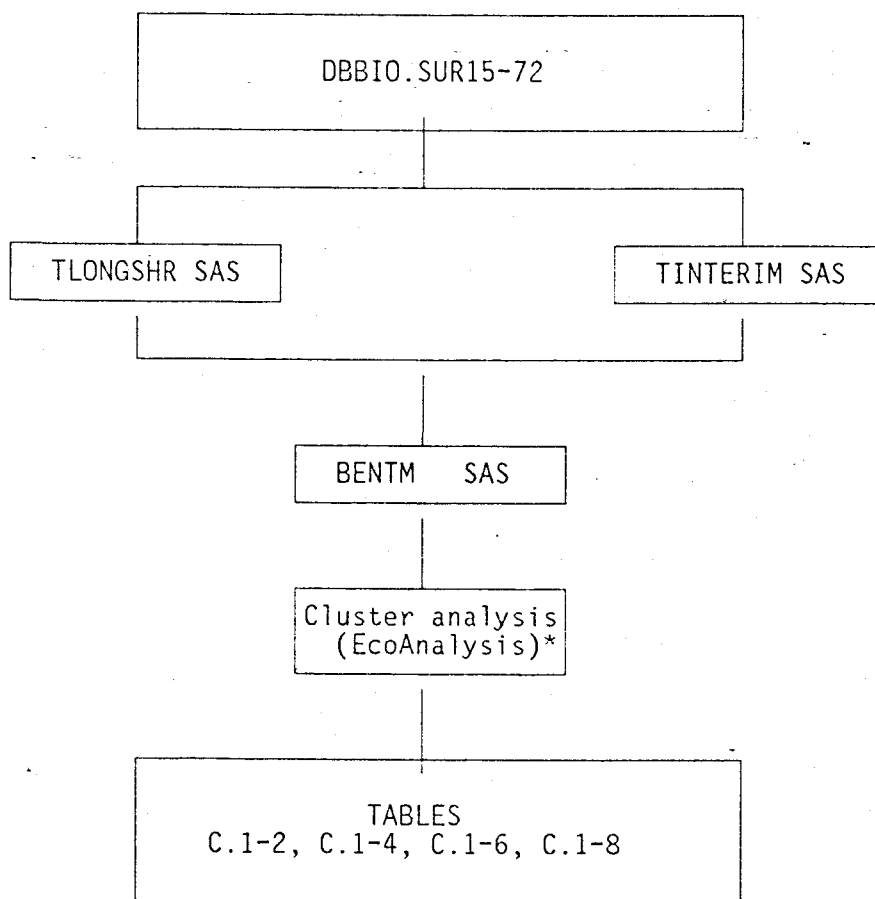 DBBIO.SUR15-72
TLONGSHR SAS
TINTERIM SAS
BENTM SAS
Cluster analysis
(EcoAnalysis)*
TABLES
C.1-2, C.1-4, C.1-6, C.1-8